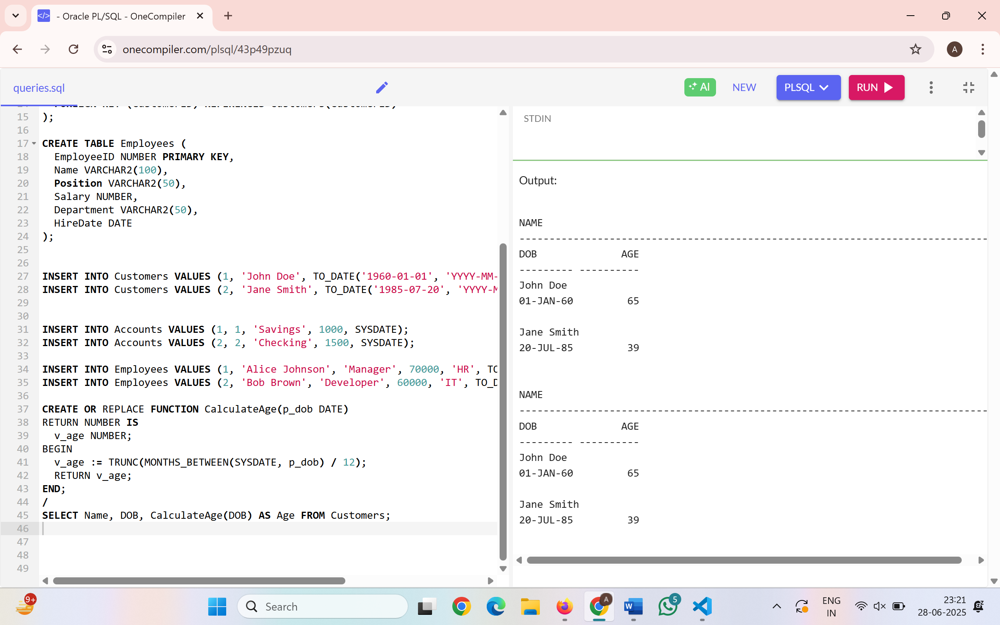 - Oracle PL/SQL - OneCompiler
onecompiler.com/plsql/43p49pzuq
A
queries.sql
AI
NEW
PLSQL
RUN
15 );
16
17 CREATE TABLE Employees (
18 EmployeeID NUMBER PRIMARY KEY,
19 Name VARCHAR2(100),
20 Position VARCHAR2(50),
21 Salary NUMBER,
22 Department VARCHAR2(50),
23 HireDate DATE
24 );
25
26
27 INSERT INTO Customers VALUES (1, 'John Doe', TO_DATE('1960-01-01', 'YYYY-MM-
28 INSERT INTO Customers VALUES (2, 'Jane Smith', TO_DATE('1985-07-20', 'YYYY-M
29
30
31 INSERT INTO Accounts VALUES (1, 1, 'Savings', 1000, SYSDATE);
32 INSERT INTO Accounts VALUES (2, 2, 'Checking', 1500, SYSDATE);
33
34 INSERT INTO Employees VALUES (1, 'Alice Johnson', 'Manager', 70000, 'HR', TO
35 INSERT INTO Employees VALUES (2, 'Bob Brown', 'Developer', 60000, 'IT', TO_D
36
37 CREATE OR REPLACE FUNCTION CalculateAge(p_dob DATE)
38 RETURN NUMBER IS
39 v_age NUMBER;
40 BEGIN
41 v_age := TRUNC(MONTHS_BETWEEN(SYSDATE, p_dob) / 12);
42 RETURN v_age;
43 END;
44 /
45 SELECT Name, DOB, CalculateAge(DOB) AS Age FROM Customers;
46
47
48
49
STDIN
Output:
NAME
--------------------------------------------------------------------------------
DOB AGE
--------- ----------
John Doe
01-JAN-60 65
Jane Smith
20-JUL-85 39
NAME
--------------------------------------------------------------------------------
DOB AGE
--------- ----------
John Doe
01-JAN-60 65
Jane Smith
20-JUL-85 39
9+
Search
A
W
5
ENG
IN
23:21
28-06-2025